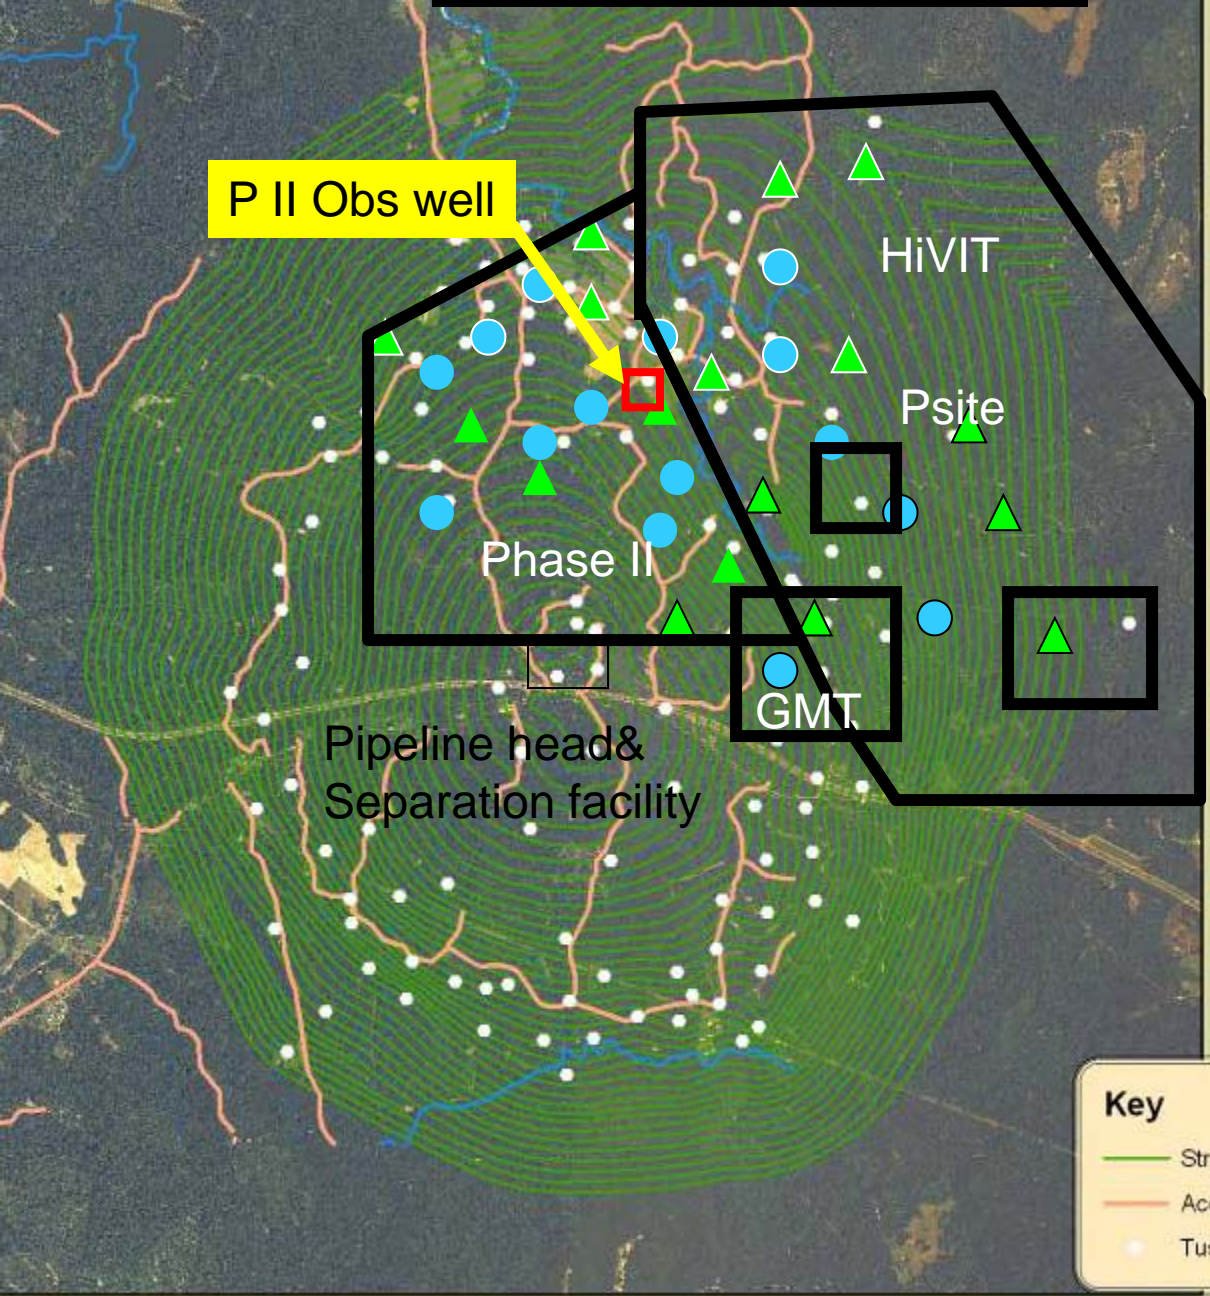 P II Obs well
HiVIT
Psite
Phase II
GMT
Pipeline head&
Separation facility
Key